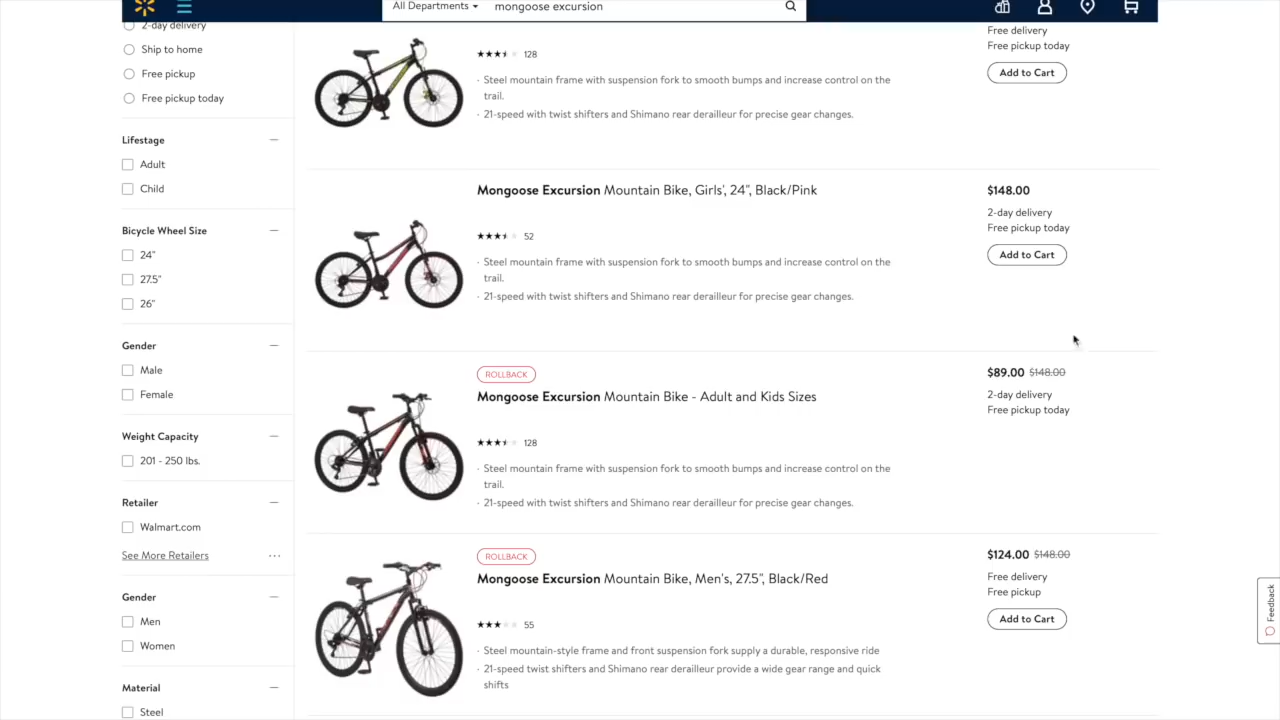 All Departments
mongoose excursion
2-day delivery
Ship to home
Free pickup
Free pickup today
Lifestage
Adult
Child
Bicycle Wheel Size
24"
27.5"
26"
Gender
Male
Female
Weight Capacity
201 - 250 lbs.
Retailer
Walmart.com
See More Retailers
Gender
Men
Women
Material
Steel
128
· Steel mountain frame with suspension fork to smooth bumps and increase control on the
trail.
· 21-speed with twist shifters and Shimano rear derailleur for precise gear changes.
Free delivery
Free pickup today
Add to Cart
Mongoose Excursion Mountain Bike, Girls', 24", Black/Pink
52
· Steel mountain frame with suspension fork to smooth bumps and increase control on the
trail.
· 21-speed with twist shifters and Shimano rear derailleur for precise gear changes.
$148.00
2-day delivery
Free pickup today
Add to Cart
ROLLBACK
Mongoose Excursion Mountain Bike - Adult and Kids Sizes
128
· Steel mountain frame with suspension fork to smooth bumps and increase control on the
trail.
· 21-speed with twist shifters and Shimano rear derailleur for precise gear changes.
$89.00 $148.00
2-day delivery
Free pickup today
ROLLBACK
Mongoose Excursion Mountain Bike, Men's, 27.5", Black/Red
55
· Steel mountain-style frame and front suspension fork supply a durable, responsive ride
· 21-speed twist shifters and Shimano rear derailleur provide a wide gear range and quick
shifts
$124.00 $148.00
Free delivery
Free pickup
Add to Cart
Feedback